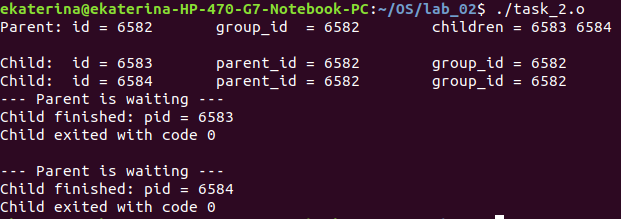 ekaterina@ekaterina-HP-470-G7-Notebook-PC:~/OS/lab_02$ ./task_2.o
Parent: id = 6582 group_id = 6582 children = 6583 6584
Child: id = 6583 parent_id = 6582 group_id = 6582
Child: id = 6584 parent_id = 6582 group_id = 6582
--- Parent is waiting ---
Child finished: pid = 6583
Child exited with code 0
--- Parent is waiting ---
Child finished: pid = 6584
Child exited with code 0